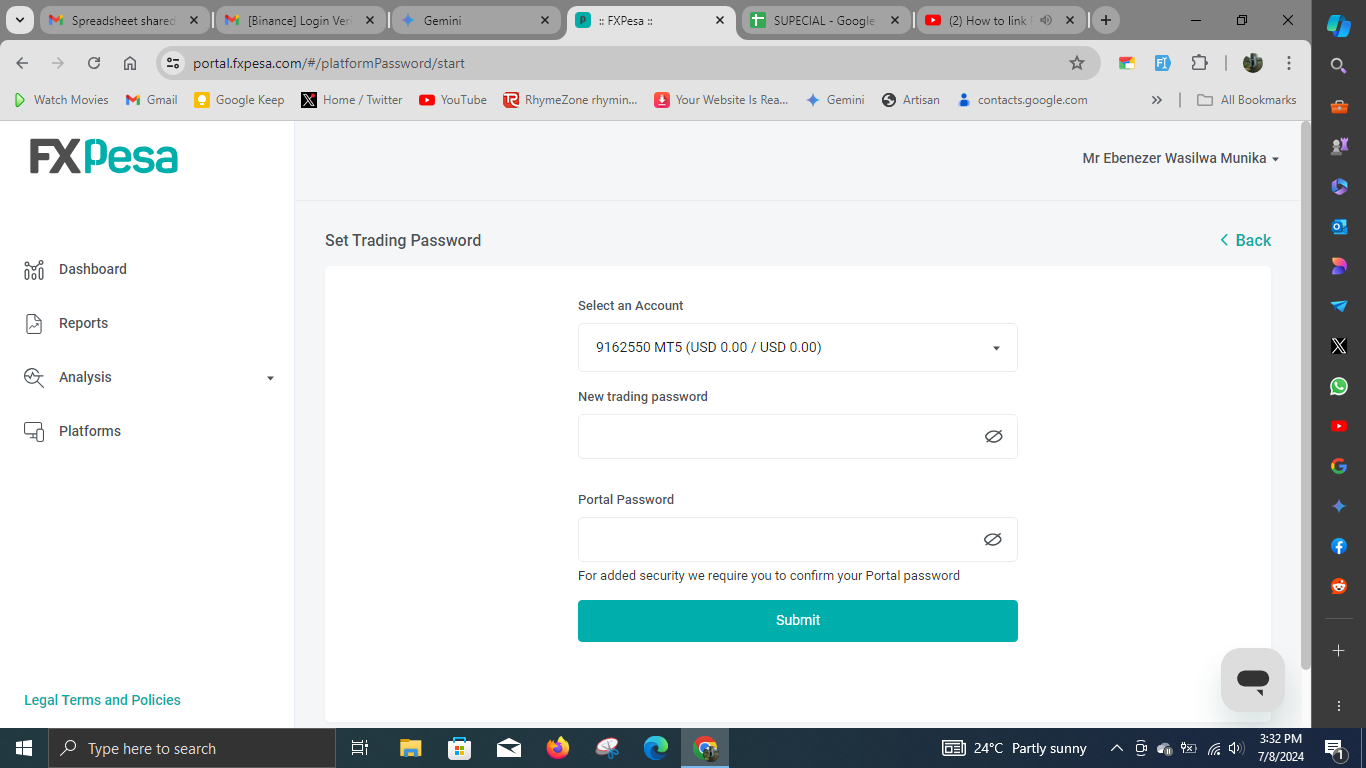 Spreadsheet shared
[Binance] Login Veri
Gemini
:: FXPesa ::
SUPECIAL - Google
(2) How to link
portal.fxpesa.com/#/platformPassword/start
Watch Movies
Gmail
Google Keep
Home / Twitter
YouTube
RhymeZone rhymin...
Your Website Is Rea...
Gemini
Artisan
contacts.google.com
All Bookmarks
FXPesa
Mr Ebenezer Wasilwa Munika
Set Trading Password
Back
Dashboard
Reports
Analysis
Platforms
Select an Account
9162550 MT5 (USD 0.00 / USD 0.00)
New trading password
Portal Password
For added security we require you to confirm your Portal password
Submit
Legal Terms and Policies
Type here to search
24°C Partly sunny
3:32 PM
7/8/2024
1